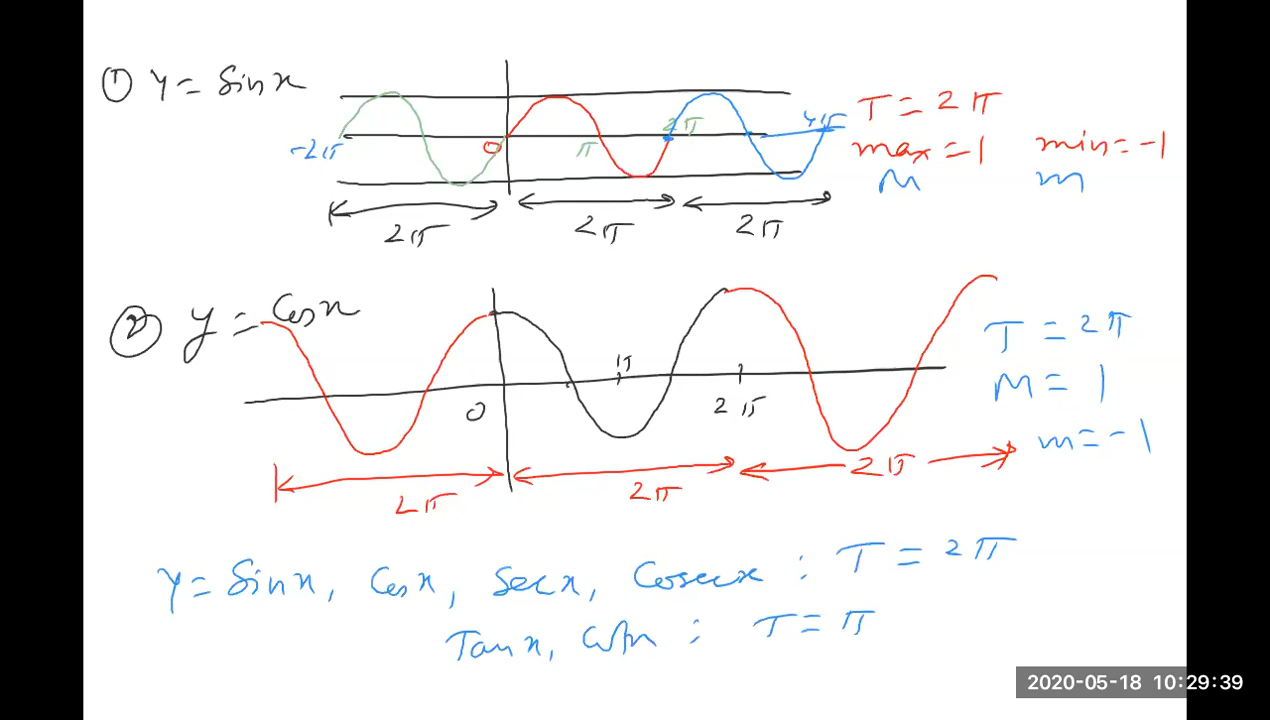 ① y = Sin x
T = 2π
-2π 0 π 2π 4π
max = 1 min = -1
M m
2π 2π 2π
② y = Cos x
T = 2π
π
M = 1
0 2π
m = -1
2π 2π 2π
y = Sin x, Cos x, Sec x, Cosec x : T = 2π
Tan x, Cot x : T = π
2020-05-18 10:29:39